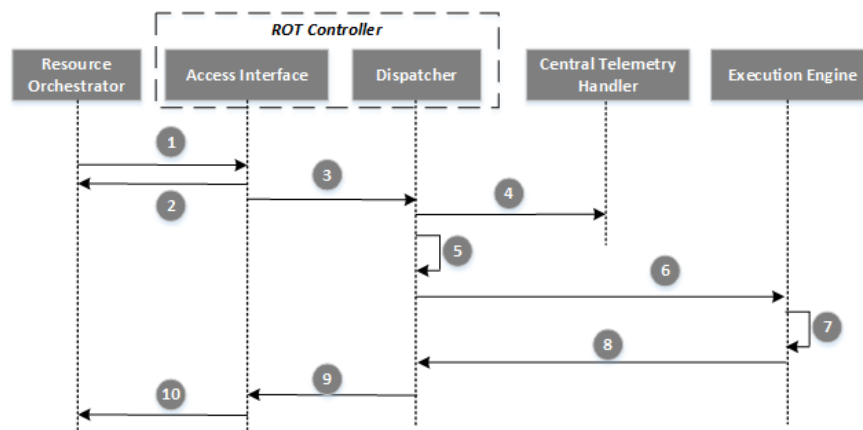 ROT Controller
Resource
Orchestrator
Access Interface
Dispatcher
Central Telemetry
Handler
Execution Engine
1
2
3
4
5
6
7
8
9
10